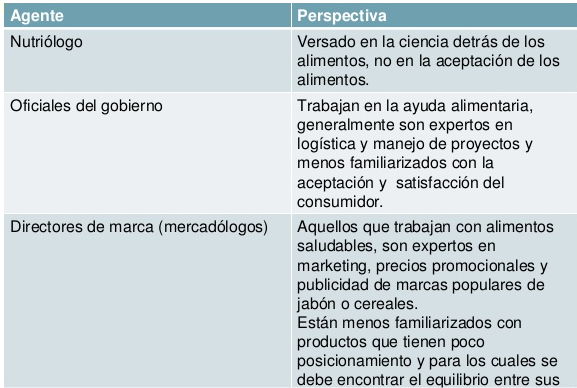 Agente
Perspectiva
Nutriólogo
Versado en la ciencia detrás de los
alimentos, no en la aceptación de los
alimentos.
Oficiales del gobierno
Trabajan en la ayuda alimentaria,
generalmente son expertos en
logística y manejo de proyectos y
menos familiarizados con la
aceptación y  satisfacción del
consumidor.
Directores de marca (mercadólogos)
Aquellos que trabajan con alimentos
saludables, son expertos en
marketing, precios promocionales y
publicidad de marcas populares de
jabón o cereales.
Están menos familiarizados con
productos que tienen poco
posicionamiento y para los cuales se
debe encontrar el equilibrio entre sus